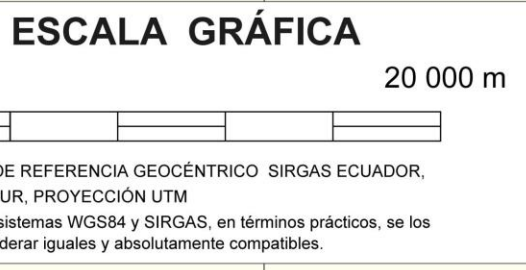 ESCALA GRÁFICA
20 000 m
DE REFERENCIA GEOCÉNTRICO SIRGAS ECUADOR,
UR, PROYECCIÓN UTM
sistemas WGS84 y SIRGAS, en términos prácticos, se los
derar iguales y absolutamente compatibles.